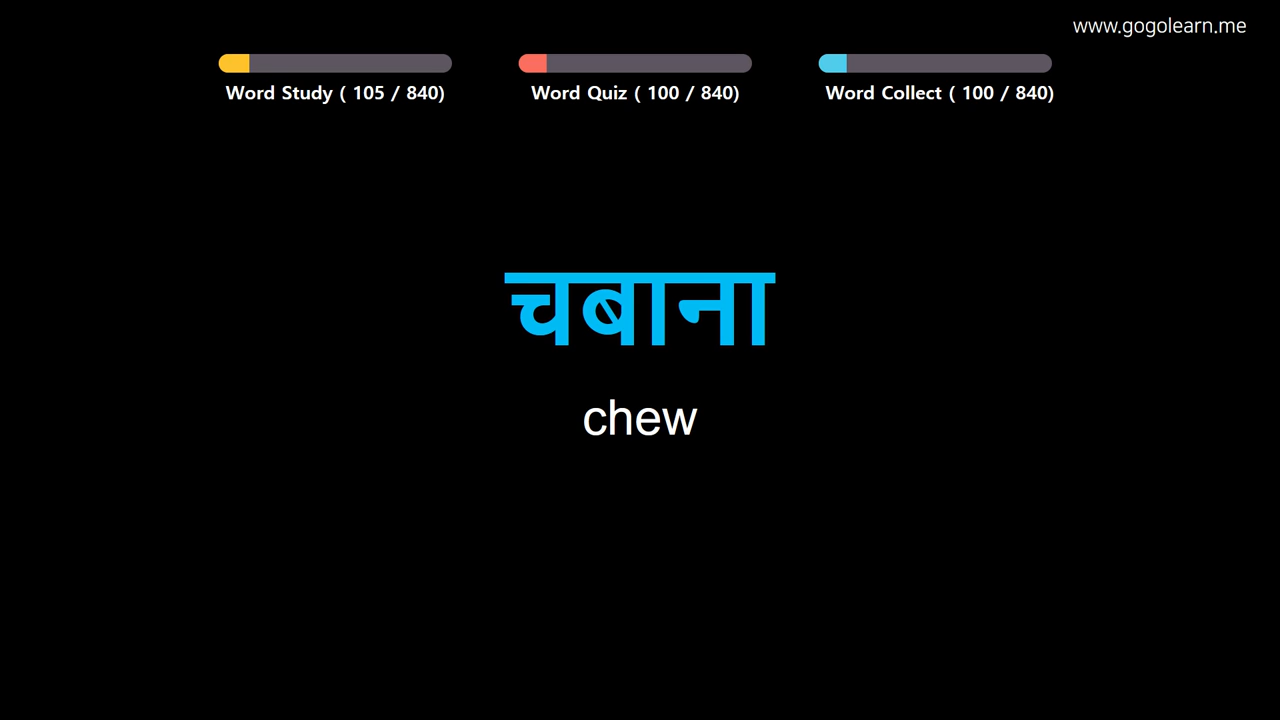 www.gogolearn.me
Word Study ( 105 / 840)
Word Quiz ( 100 / 840)
Word Collect ( 100 / 840)
चबाना
chew